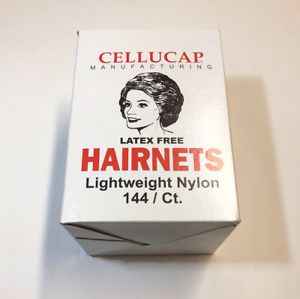 CELLUCAP
MANUFACTURING
LATEX FREE
HAIRNETS
Lightweight Nylon
144 / Ct.